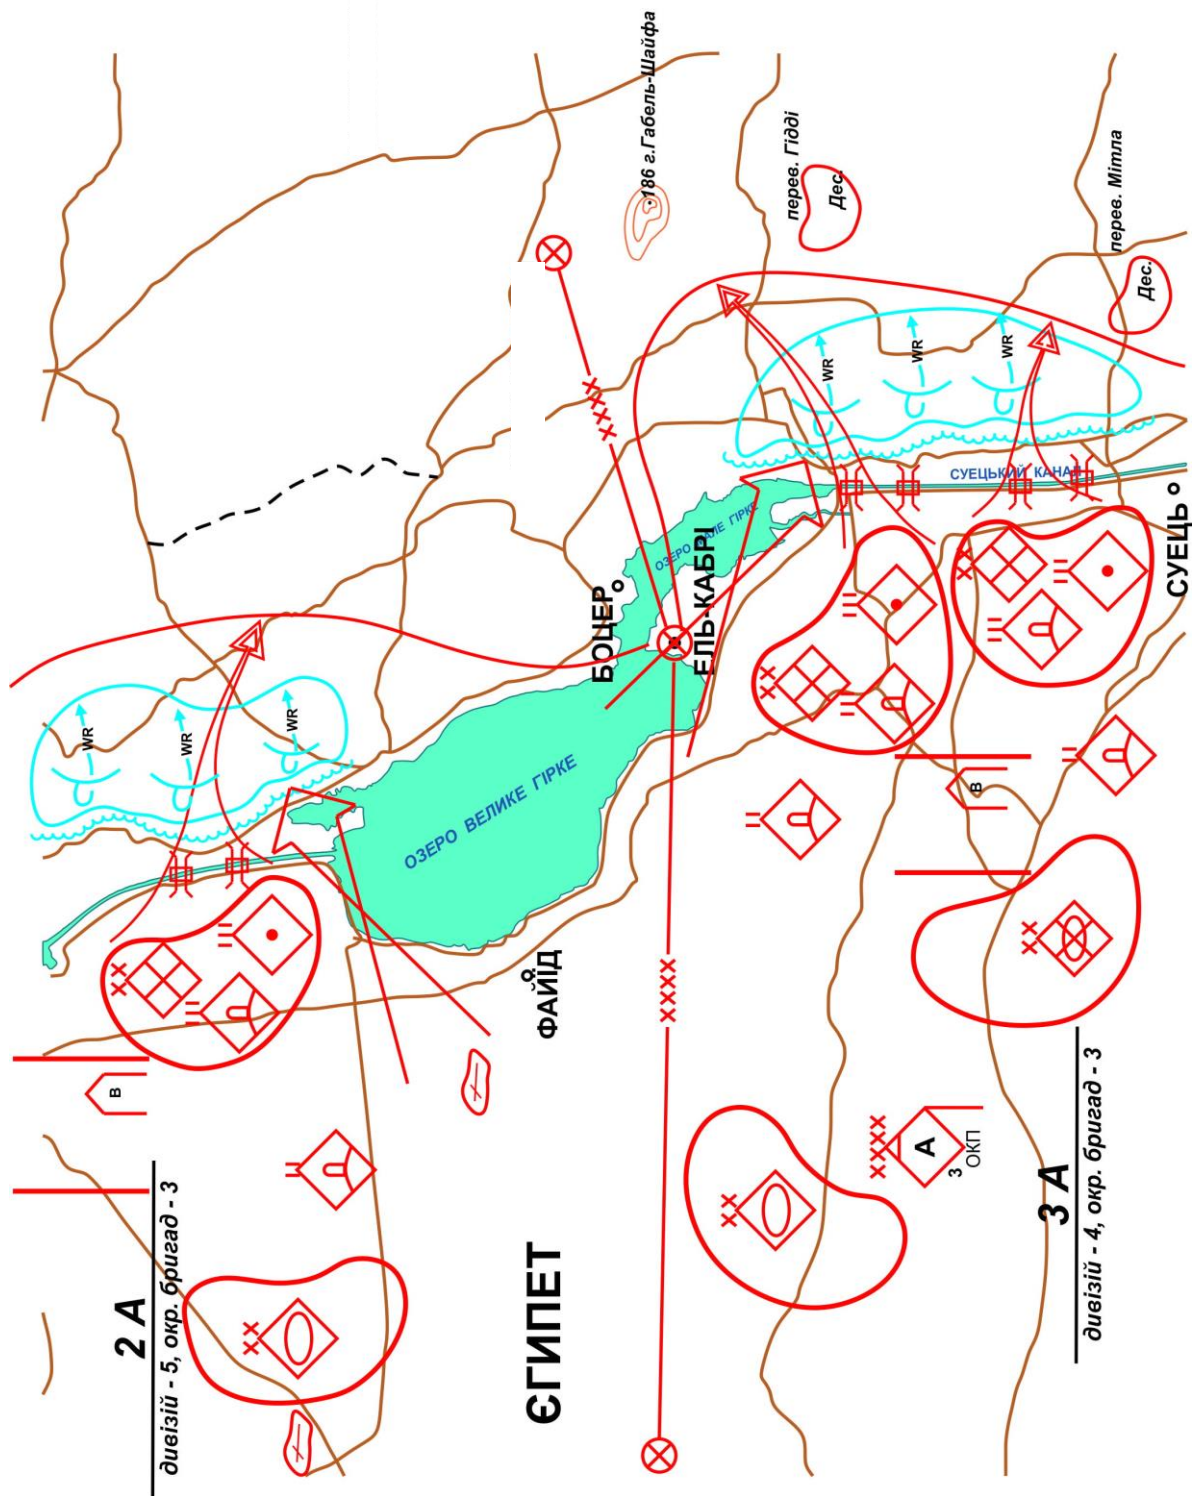 186 г.Габель-Шайфа
перев. Гідді
Дес.
перев. Мітла
Дес.
WR
WR
WR
СУЕЦЬКИЙ КАНАЛ
СУЕЦЬ
ОЗЕРО МАЛЕ ГІРКЕ
БОЦЕР
ЕЛЬ-КАБРІ
WR
WR
WR
ОЗЕРО ВЕЛИКЕ ГІРКЕ
ФАЙІД
В
В
А
3
ОКП
2 А
дивізій - 5, окр. бригад - 3
ЄГИПЕТ
3 А
дивізій - 4, окр. бригад - 3